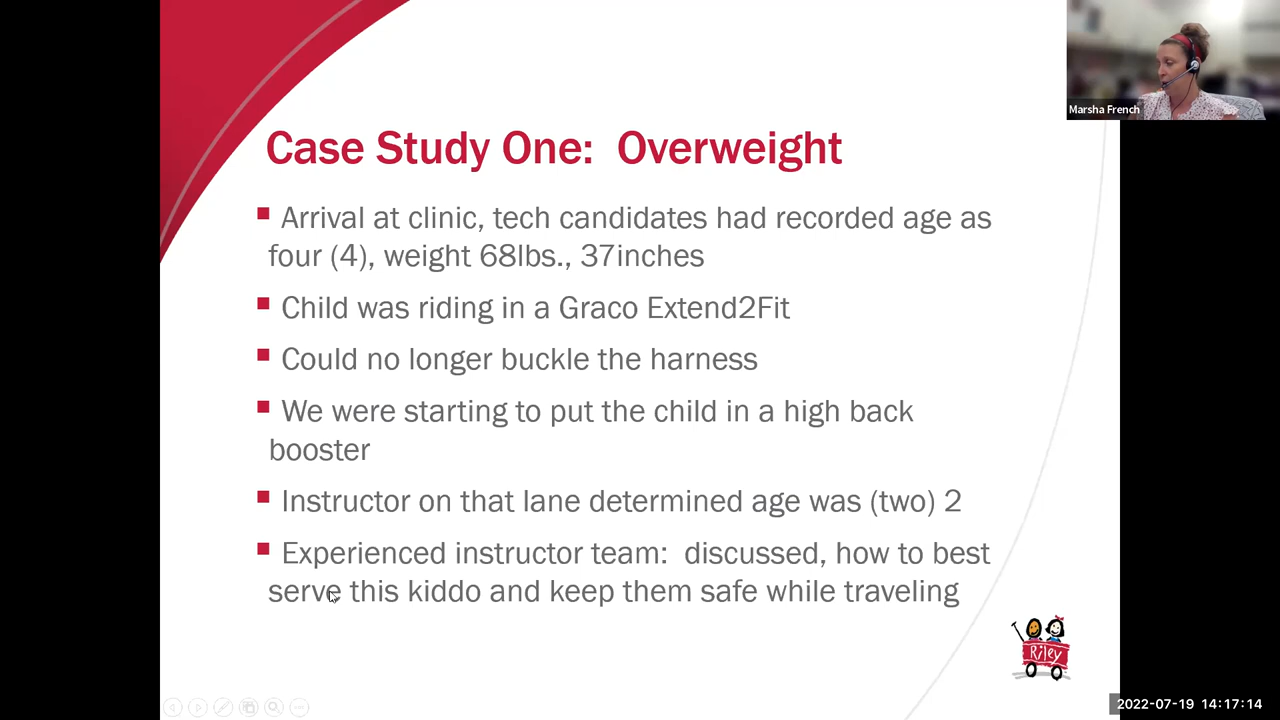 Marsha French
Case Study One: Overweight
Arrival at clinic, tech candidates had recorded age as
four (4), weight 68lbs., 37inches
Child was riding in a Graco Extend2Fit
Could no longer buckle the harness
We were starting to put the child in a high back
booster
Instructor on that lane determined age was (two) 2
Experienced instructor team: discussed, how to best
serve this kiddo and keep them safe while traveling
Riley
2022-07-19 14:17:14